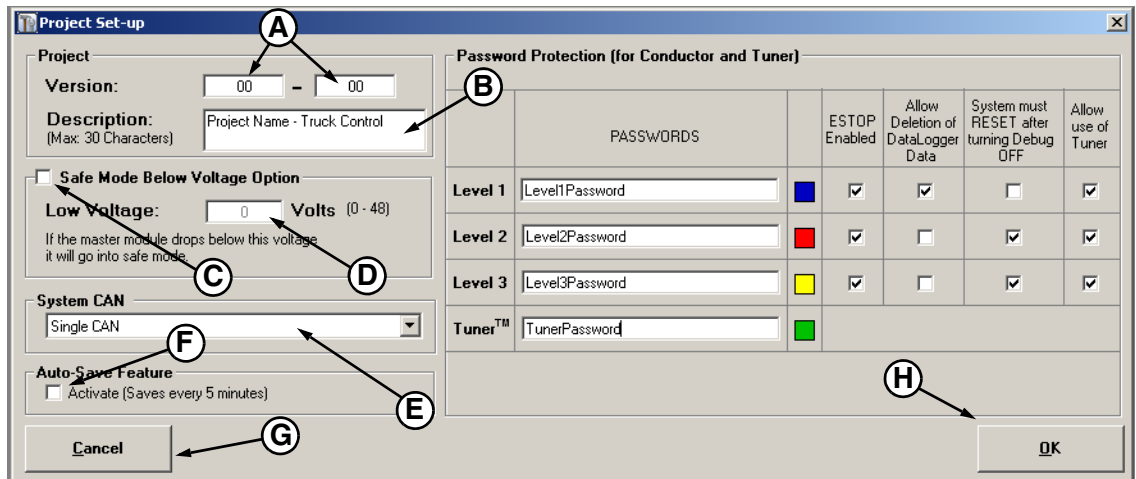 Project Set-up
A
Project
Version:
00 - 00
B
Description:
(Max: 30 Characters)
Project Name - Truck Control
Safe Mode Below Voltage Option
Low Voltage:
0
Volts (0 - 48)
If the master module drops below this voltage
it will go into safe mode.
C
D
System CAN
Single CAN
F
Auto-Save Feature
Activate (Saves every 5 minutes)
E
Cancel
G
Password Protection (for Conductor and Tuner)
PASSWORDS
ESTOP
Enabled
Allow
Deletion of
DataLogger
Data
System must
RESET after
turning Debug
OFF
Allow
use of
Tuner
Level 1
Level1Password
Level 2
Level2Password
Level 3
Level3Password
Tuner™
TunerPassword
H
OK